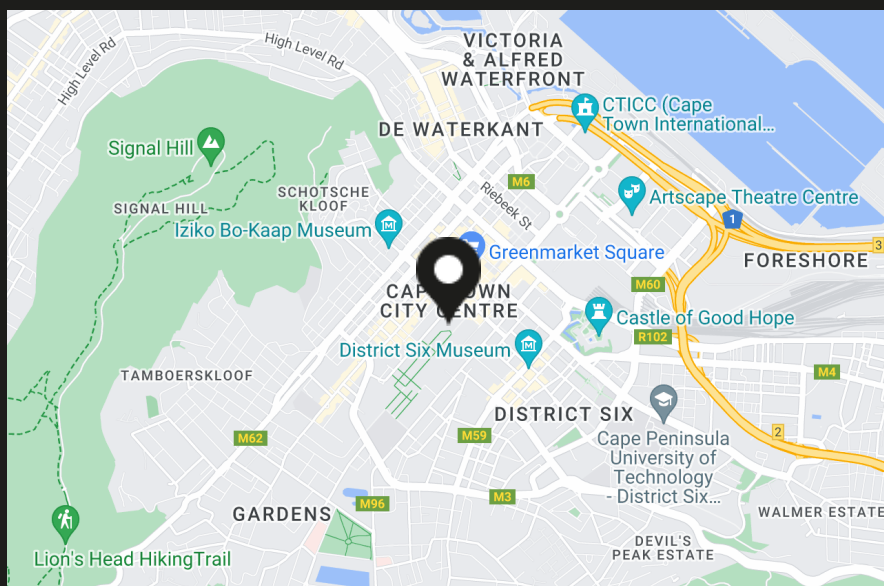 High Level Rd
High Level Rd
VICTORIA
& ALFRED
WATERFRONT
CTICC (Cape
Town International...
DE WATERKANT
Signal Hill
M6
Riebeek St
SCHOTSCHE
KLOOF
Artscape Theatre Centre
SIGNAL HILL
1
Iziko Bo-Kaap Museum
3
Greenmarket Square
FORESHORE
M60
CAP
OWN
CITY CENTRE
Castle of Good Hope
R102
District Six Museum
M4
TAMBOERSKLOOF
DISTRICT SIX
M62
M59
2
Cape Peninsula
University of
Technology
- District Six...
M3
M96
GARDENS
WALMER ESTATE
DEVIL'S
PEAK ESTATE
Lion's Head HikingTrail